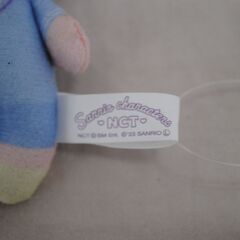 Sanrio characters
NCT
NCT © SM Ent. © '23 SANRIO Ⓛ